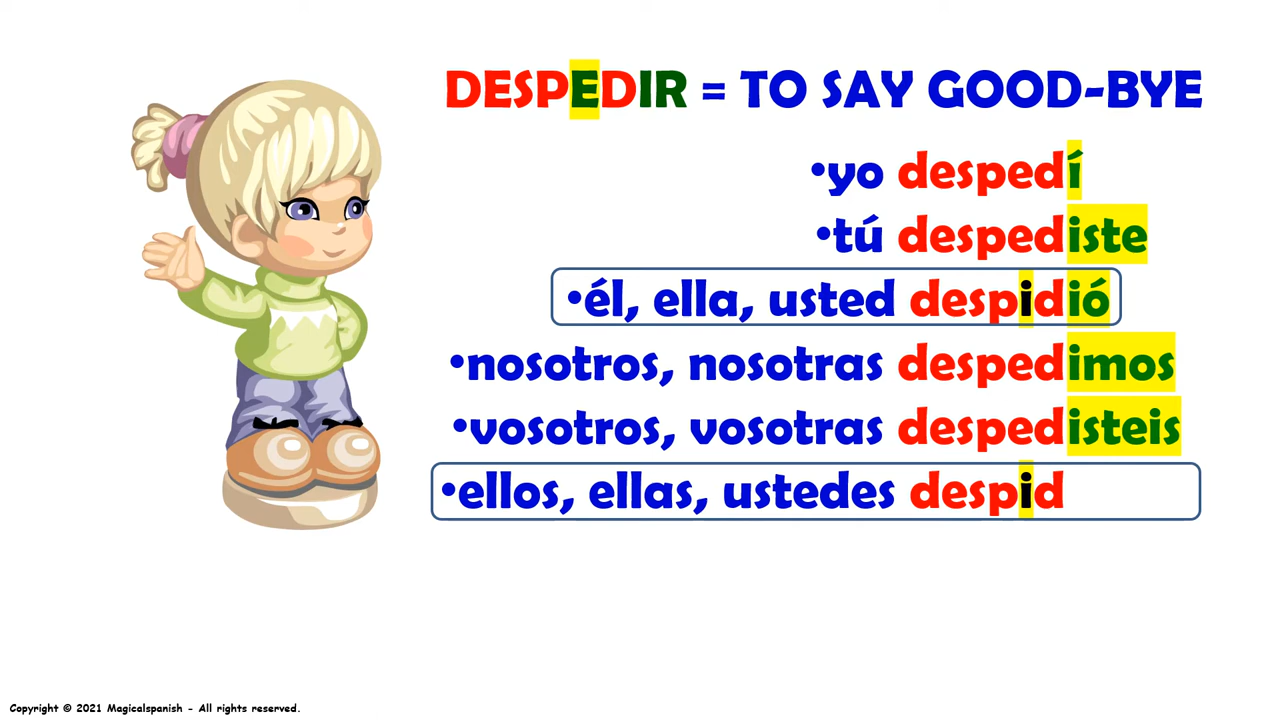 DESPEDIR = TO SAY GOOD-BYE
•yo despedí
•tú despediste
•él, ella, usted despidió
•nosotros, nosotras despedimos
•vosotros, vosotras despedisteis
•ellos, ellas, ustedes despid
Copyright © 2021 Magicalspanish - All rights reserved.